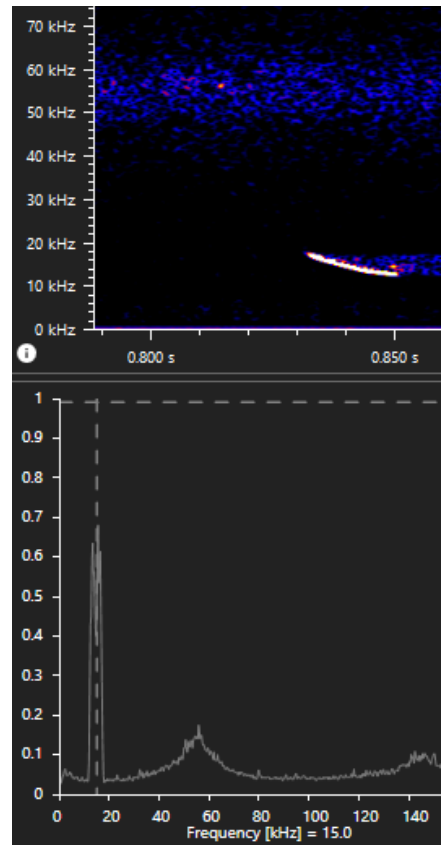 70 kHz
60 kHz
50 kHz
40 kHz
30 kHz
20 kHz
10 kHz
0 kHz
i 0.800 s 0.850 s
1
0.9
0.8
0.7
0.6
0.5
0.4
0.3
0.2
0.1
0
0 20 40 60 80 100 120 140
Frequency [kHz] = 15.0